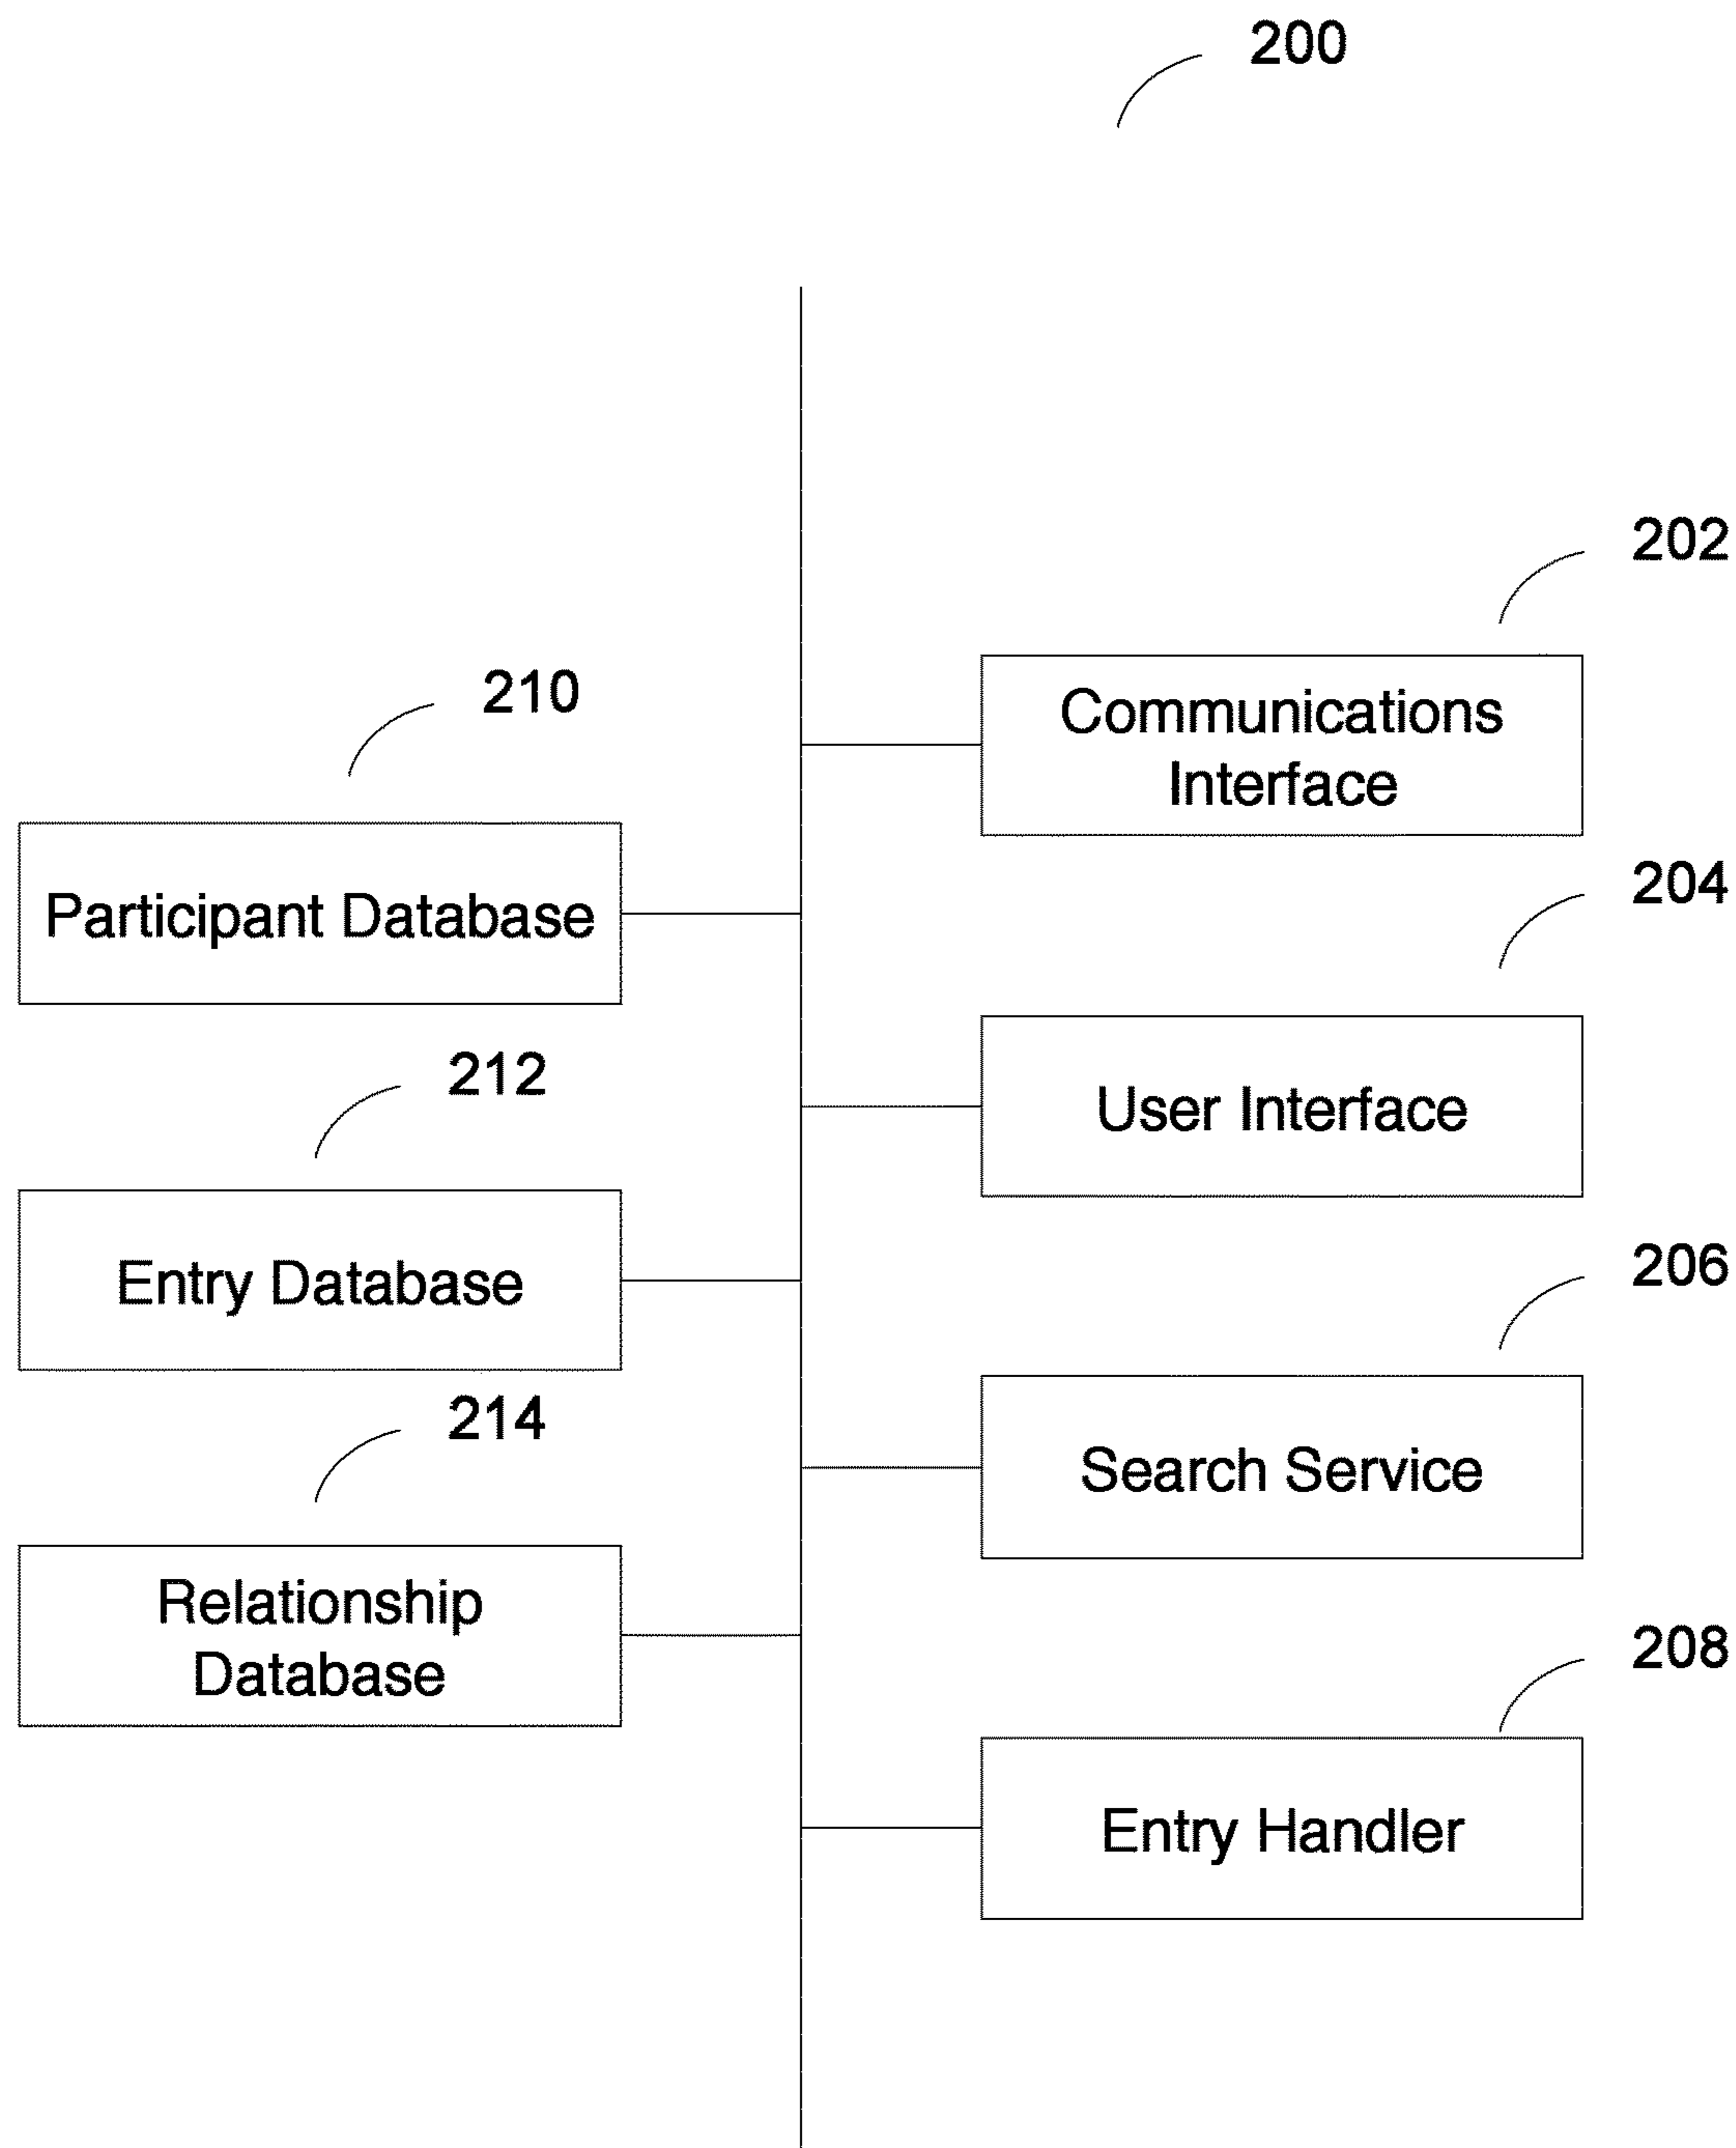 200
202
Communications
Interface
210
Participant Database
204
User Interface
212
Entry Database
206
Search Service
214
Relationship
Database
208
Entry Handler